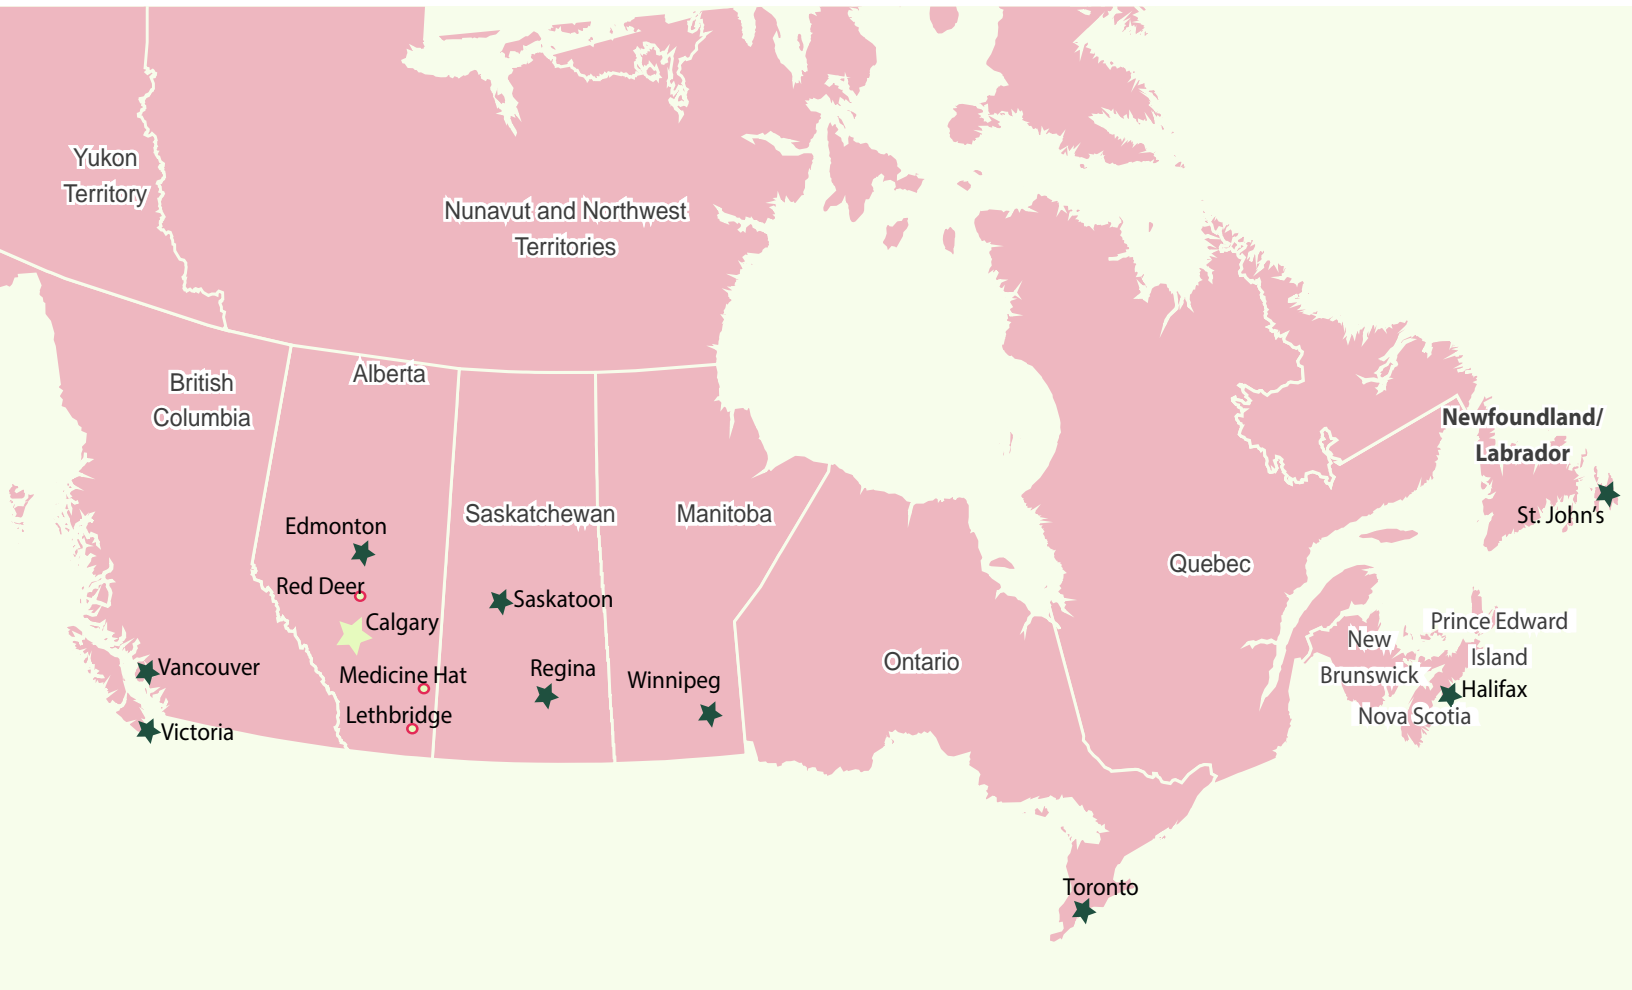 Yukon
Territory
Nunavut and Northwest
Territories
British
Columbia
Alberta
Newfoundland/
Labrador
St. John's
Saskatchewan
Manitoba
Edmonton
Quebec
Red Deer
Saskatoon
Calgary
Prince Edward
Island
New
Brunswick
Ontario
Vancouver
Medicine Hat
Regina
Winnipeg
Halifax
Lethbridge
Nova Scotia
Victoria
Toronto